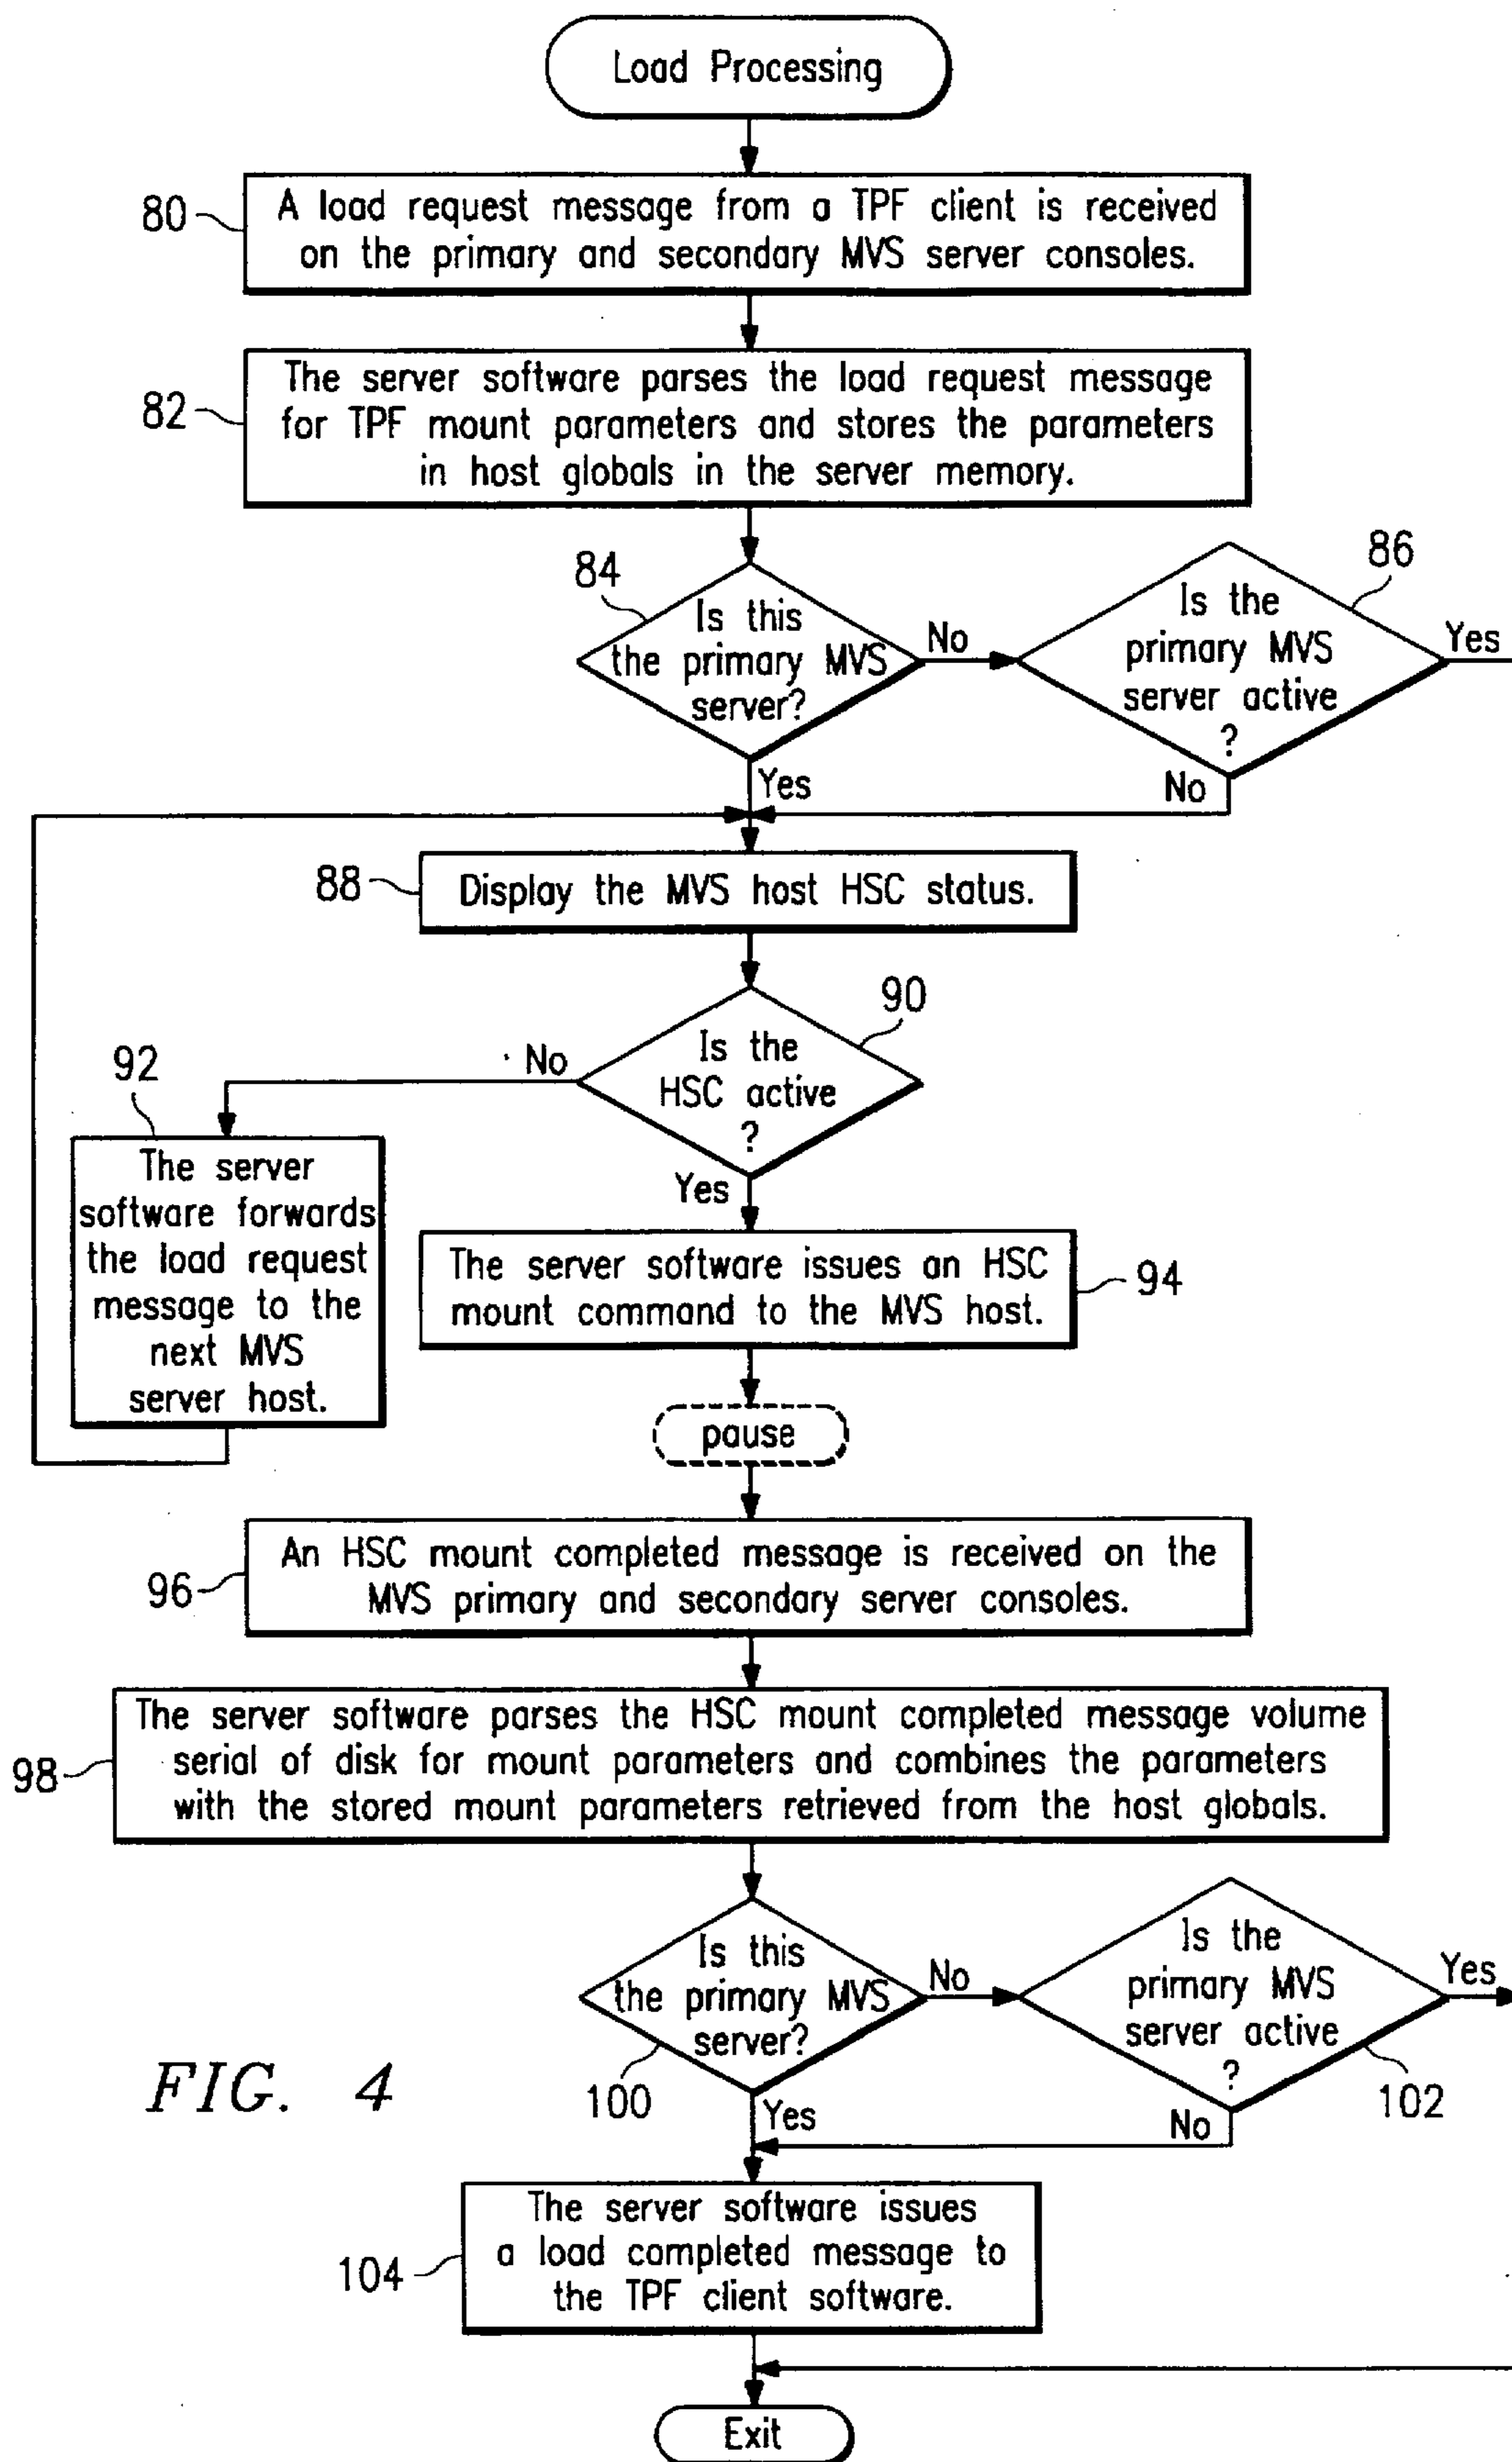 Load Processing
80
A load request message from a TPF client is received
on the primary and secondary MVS server consoles.
82
The server software parses the load request message
for TPF mount parameters and stores the parameters
in host globals in the server memory.
84
Is this
the primary MVS
server?
No
86
Is the
primary MVS
server active
?
Yes
Yes
No
88
Display the MVS host HSC status.
90
Is the
HSC active
?
No
92
The server
software forwards
the load request
message to the
next MVS
server host.
Yes
The server software issues an HSC
mount command to the MVS host.
94
pause
96
An HSC mount completed message is received on the
MVS primary and secondary server consoles.
98
The server software parses the HSC mount completed message volume
serial of disk for mount parameters and combines the parameters
with the stored mount parameters retrieved from the host globals.
Is this
the primary MVS
server?
100
No
Is the
primary MVS
server active
?
102
Yes
Yes
No
FIG. 4
104
The server software issues
a load completed message to
the TPF client software.
Exit